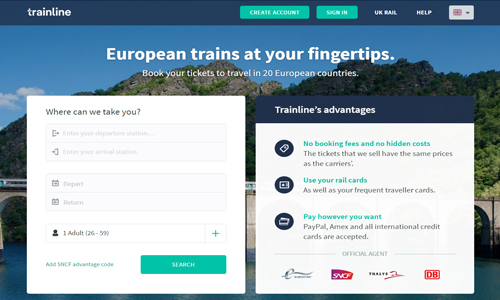 trainline
CREATE ACCOUNT
SIGN IN
UK RAIL
HELP
European trains at your fingertips.
Book your tickets to travel in 20 European countries.
Where can we take you?
Enter your departure station...
Enter your arrival station
Depart
Return
1 Adult (26 - 59)
+
Add SNCF advantage code
SEARCH
Trainline's advantages
No booking fees and no hidden costs
The tickets that we sell have the same prices
as the carriers'.
Use your rail cards
As well as your frequent traveller cards.
Pay however you want
PayPal, Amex and all international credit
cards are accepted.
OFFICIAL AGENT
SNCF
THALYS
DB